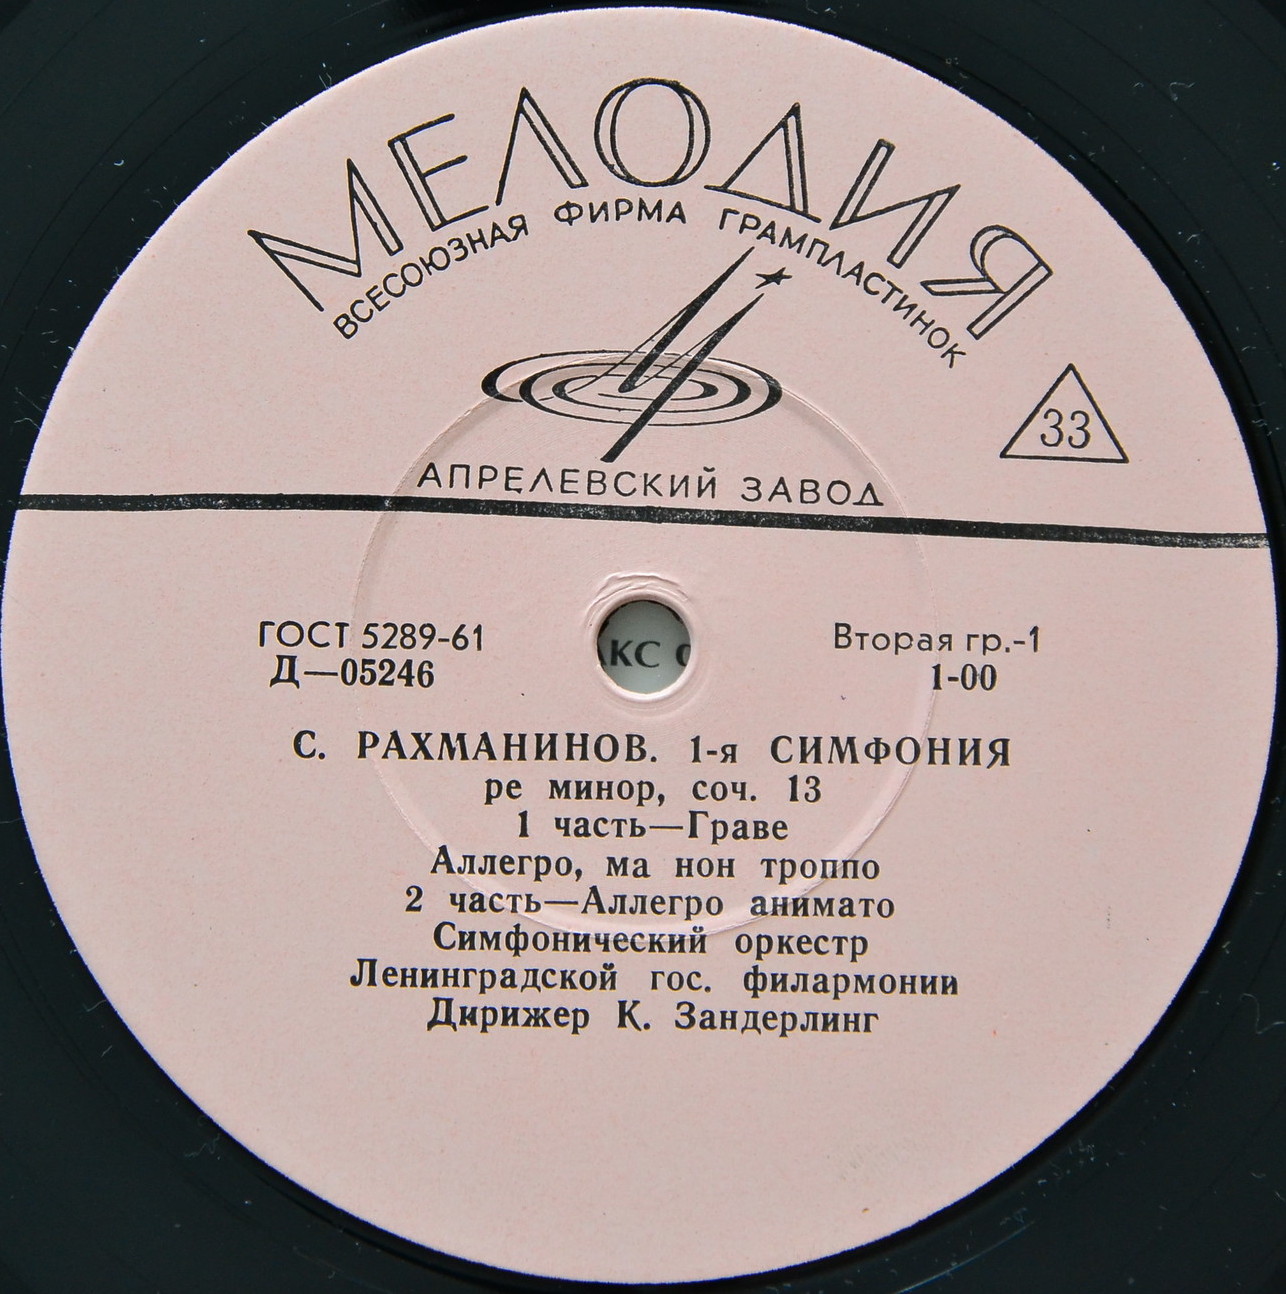 МЕЛОДИЯ
ВСЕСОЮЗНАЯ ФИРМА ГРАМПЛАСТИНОК
33
АПРЕЛЕВСКИЙ ЗАВОД
ГОСТ 5289-61
Д—05246
Вторая гр.-1
1-00
С. РАХМАНИНОВ. 1-я СИМФОНИЯ
ре минор, соч. 13
1 часть—Граве
Аллегро, ма нон троппо
2 часть—Аллегро анимато
Симфонический оркестр
Ленинградской гос. филармонии
Дирижер К. Зандерлинг